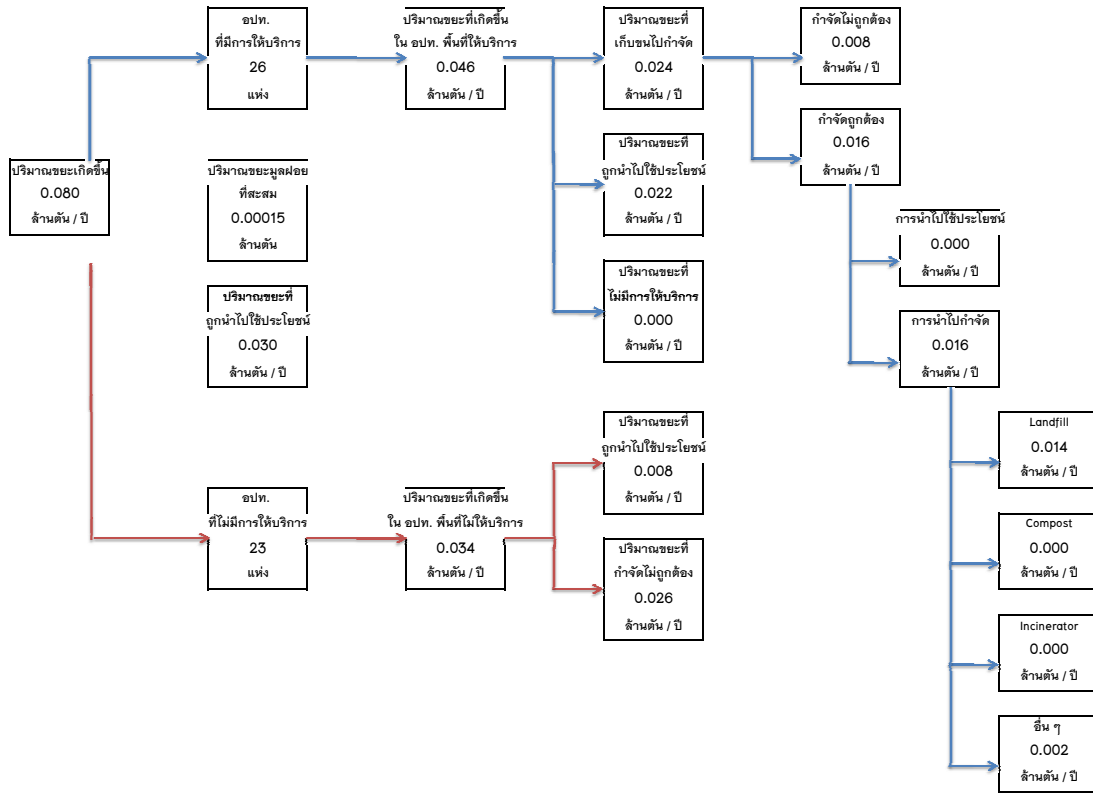 ปริมาณขยะเกิดขึ้น
0.080
ล้านตัน / ปี
อปท.
ที่มีการให้บริการ
26
แห่ง
ปริมาณขยะที่เกิดขึ้น
ใน อปท. พื้นที่ให้บริการ
0.046
ล้านตัน / ปี
ปริมาณขยะที่
เก็บขนไปกำจัด
0.024
ล้านตัน / ปี
กำจัดไม่ถูกต้อง
0.008
ล้านตัน / ปี
กำจัดถูกต้อง
0.016
ล้านตัน / ปี
ปริมาณขยะมูลฝอย
ที่สะสม
0.00015
ล้านตัน
ปริมาณขยะที่
ถูกนำไปใช้ประโยชน์
0.022
ล้านตัน / ปี
การนำไปใช้ประโยชน์
0.000
ล้านตัน / ปี
ปริมาณขยะที่
ถูกนำไปใช้ประโยชน์
0.030
ล้านตัน / ปี
ปริมาณขยะที่
ไม่มีการให้บริการ
0.000
ล้านตัน / ปี
การนำไปกำจัด
0.016
ล้านตัน / ปี
อปท.
ที่ไม่มีการให้บริการ
23
แห่ง
ปริมาณขยะที่เกิดขึ้น
ใน อปท. พื้นที่ไม่ให้บริการ
0.034
ล้านตัน / ปี
ปริมาณขยะที่
ถูกนำไปใช้ประโยชน์
0.008
ล้านตัน / ปี
ปริมาณขยะที่
กำจัดไม่ถูกต้อง
0.026
ล้านตัน / ปี
Landfill
0.014
ล้านตัน / ปี
Compost
0.000
ล้านตัน / ปี
Incinerator
0.000
ล้านตัน / ปี
อื่น ๆ
0.002
ล้านตัน / ปี